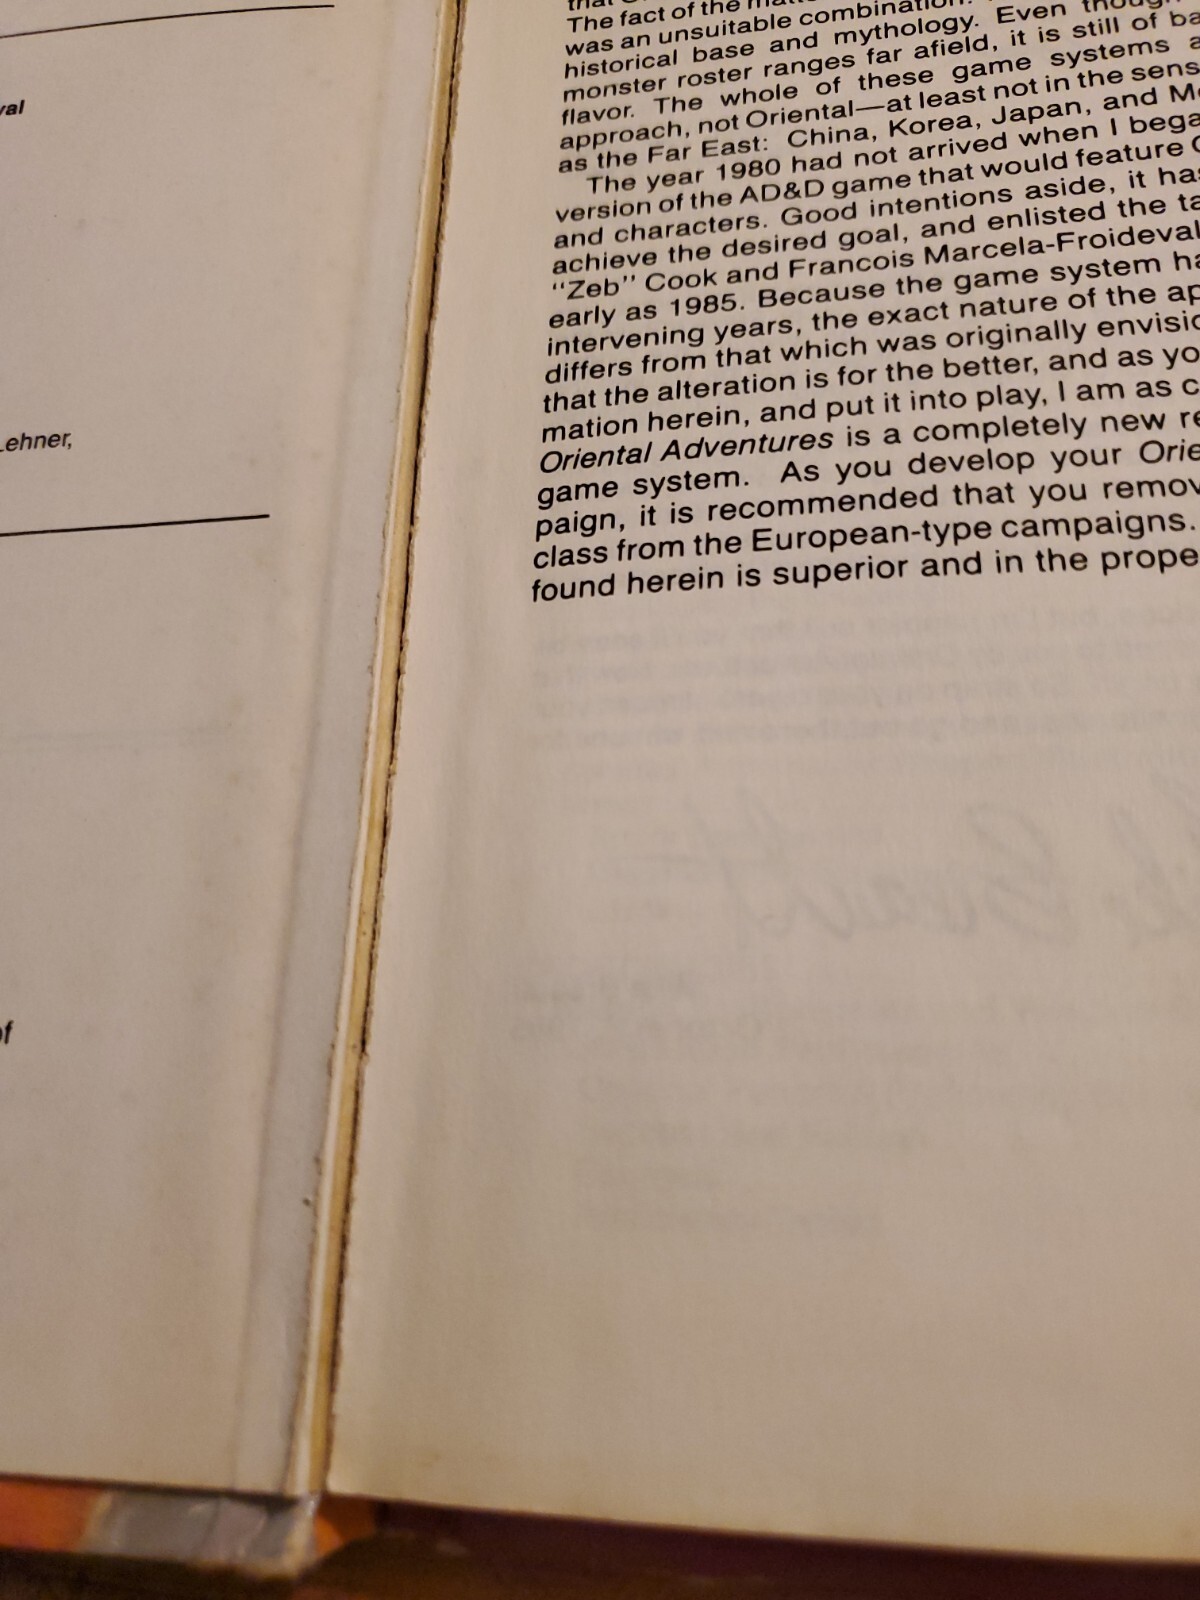 val
Lehner,
of
The fact of the
was an unsuitable combination.
historical base and mythology. Even though
monster roster ranges far afield, it is still of ba
flavor. The whole of these game systems a
approach, not Oriental—at least not in the sens
as the Far East: China, Korea, Japan, and Mo
The year 1980 had not arrived when I bega
version of the AD&D game that would feature O
and characters. Good intentions aside, it has
achieve the desired goal, and enlisted the ta
"Zeb" Cook and Francois Marcela-Froideval
early as 1985. Because the game system ha
intervening years, the exact nature of the ap
differs from that which was originally envisio
that the alteration is for the better, and as yo
mation herein, and put it into play, I am as c
Oriental Adventures is a completely new re
game system. As you develop your Orie
paign, it is recommended that you remov
class from the European-type campaigns.
found herein is superior and in the prope